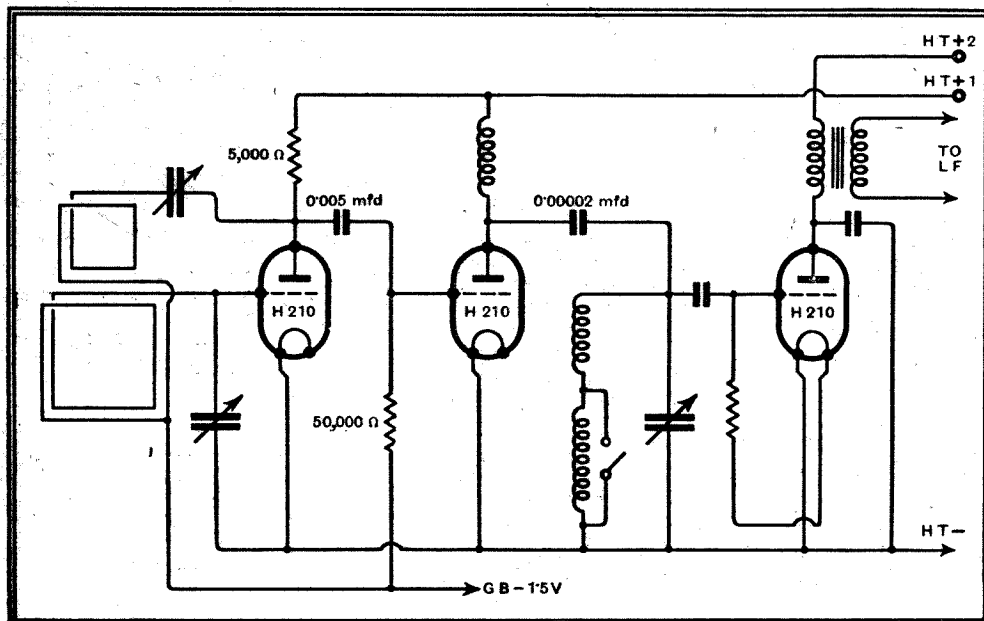 HT+2
HT+1
5,000 Ω
TO
LF
0·005 mfd
0·00002 mfd
H 210
H 210
H 210
50,000 Ω
HT–
GB–1·5V